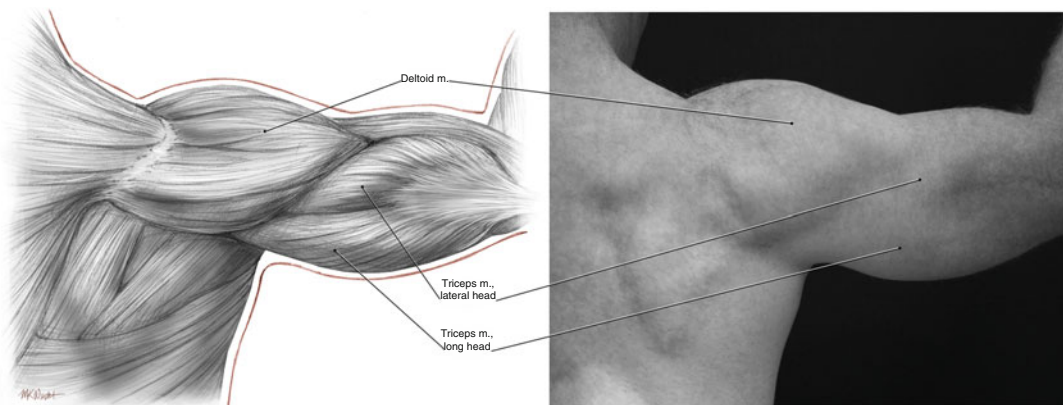 Deltoid m.
Triceps m.,
lateral head
Triceps m.,
long head